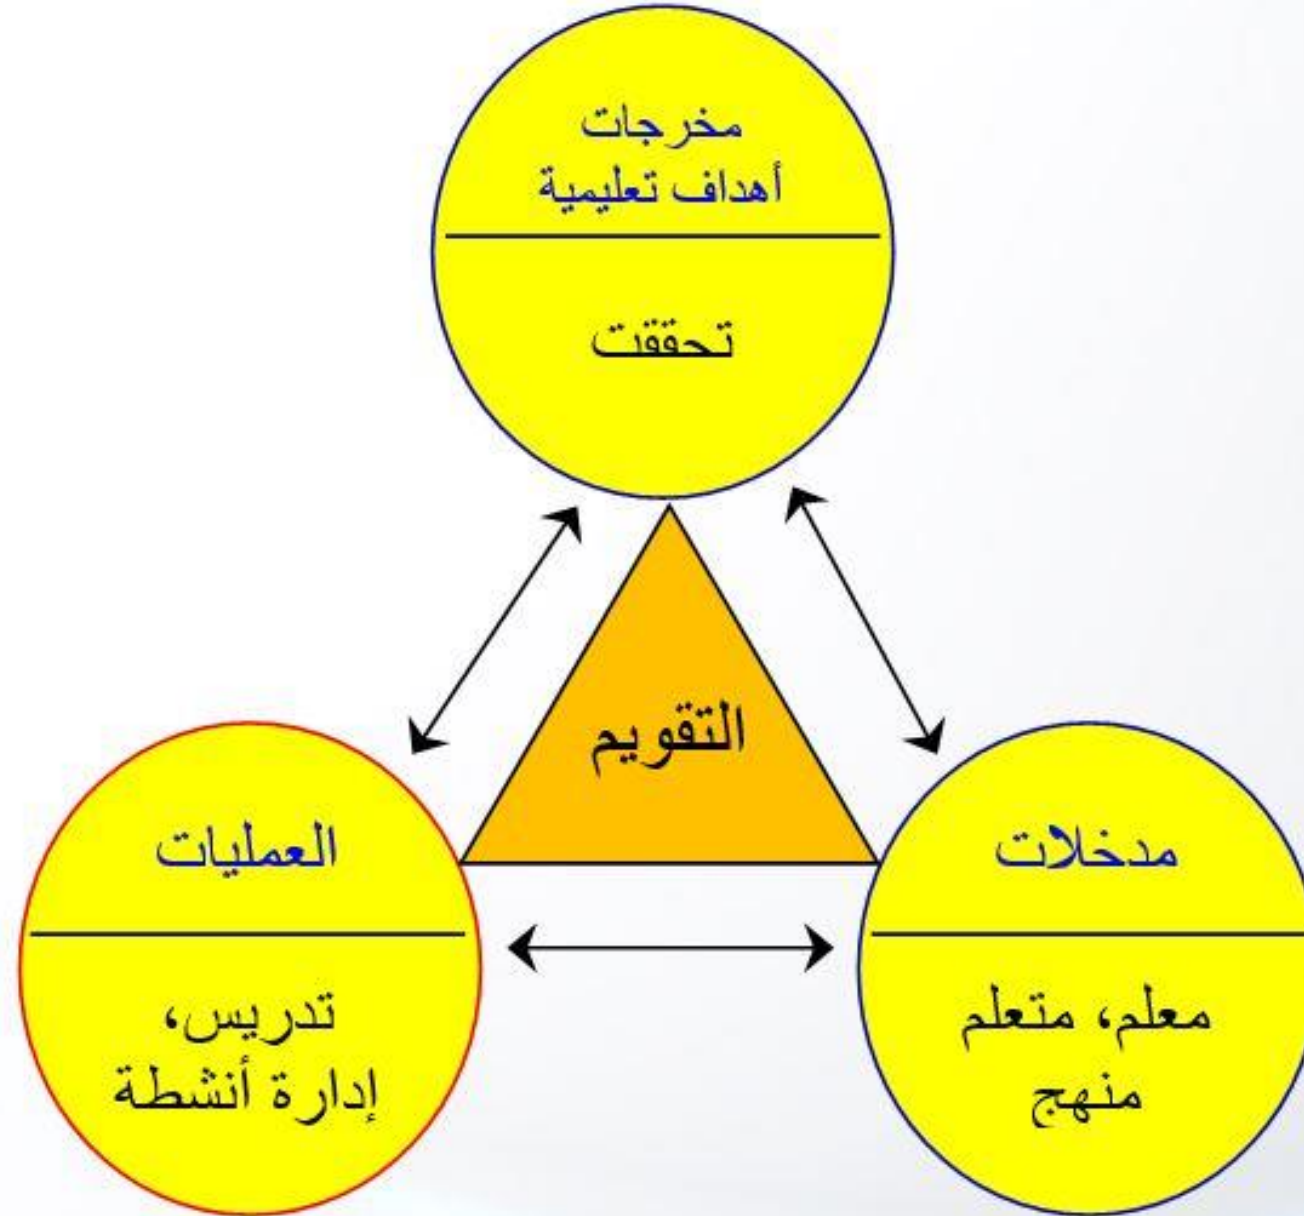 مخرجات
أهداف تعليمية
تحققت
التقويم
مدخلات
معلم، متعلم
منهج
العمليات
تدريس،
إدارة أنشطة